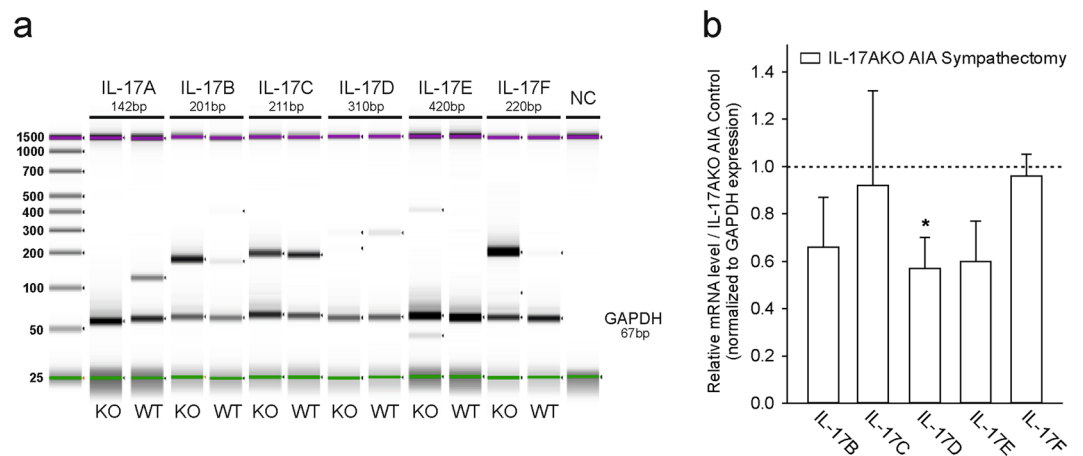 a
IL-17A IL-17B IL-17C IL-17D IL-17E IL-17F NC
142bp 201bp 211bp 310bp 420bp 220bp
1500
1000
700
500
400
300
200
100
50
25
GAPDH
67bp
KO WT KO WT KO WT KO WT KO WT KO WT
b
IL-17AKO AIA Sympathectomy
Relative mRNA level / IL-17AKO AIA Control
(normalized to GAPDH expression)
1.4
1.2
1.0
0.8
0.6
0.4
0.2
0.0
*
IL-17B IL-17C IL-17D IL-17E IL-17F